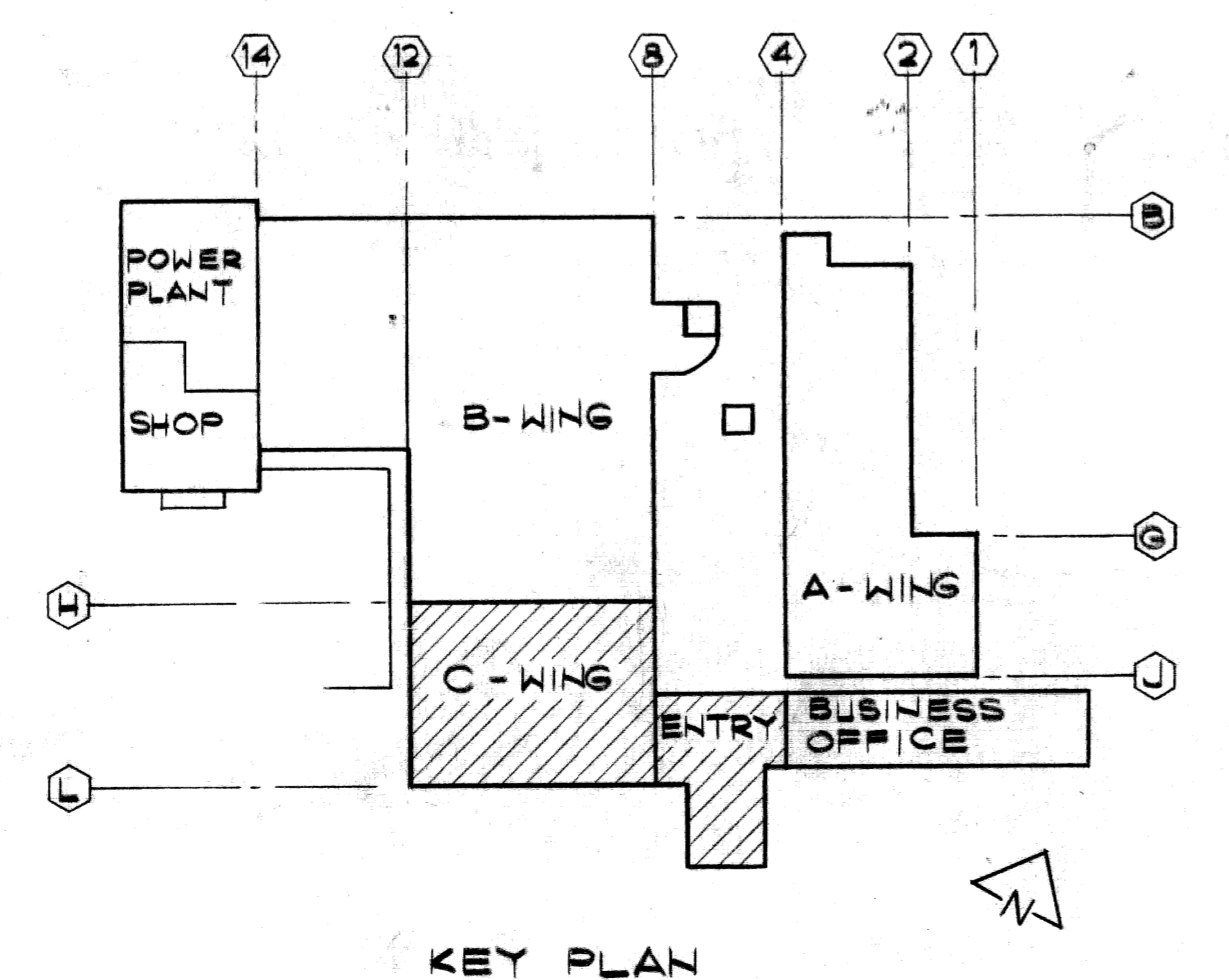 14 12 8 4 2 1
B
POWER
PLANT
SHOP
B-WING
G
A-WING
H
C-WING
J
BUSINESS
ENTRY
OFFICE
L
N
KEY PLAN